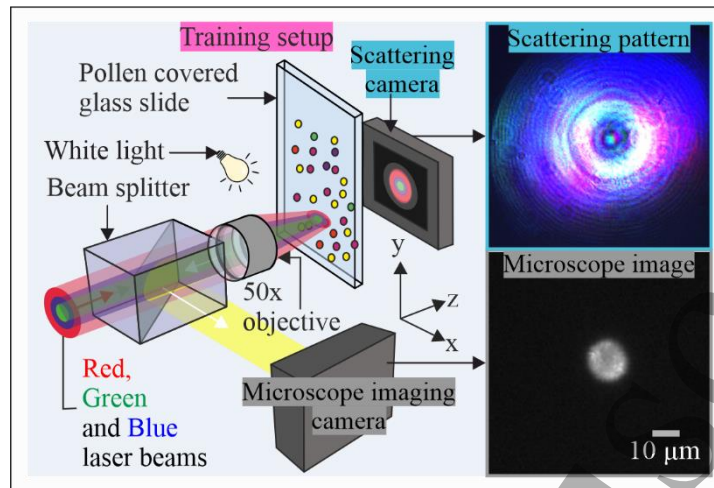 Training setup
Scattering
camera
Scattering pattern
Pollen covered
glass slide
White light
Beam splitter
50x
objective
y
z
x
Microscope image
Red,
Green
and Blue
laser beams
Microscope imaging
camera
10 μm